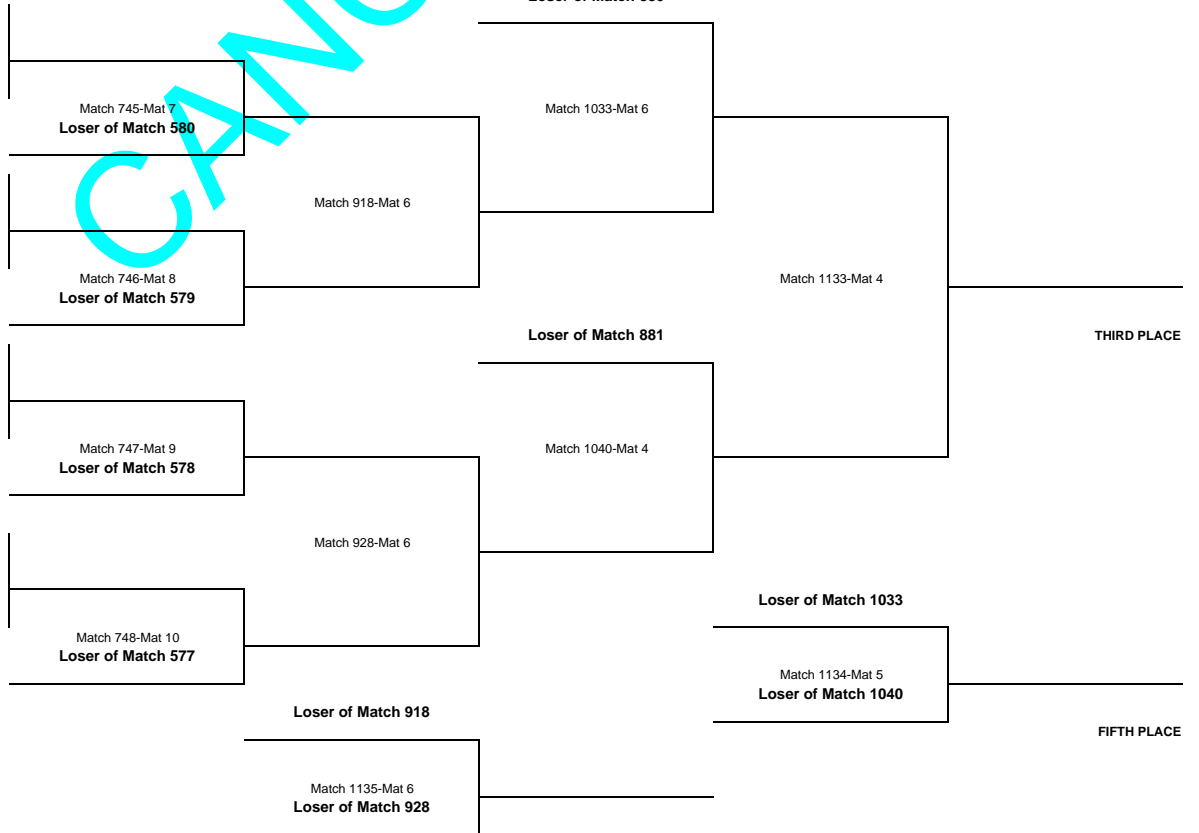 Match 1033-Mat 6
Match 745-Mat 7
Loser of Match 580
Match 918-Mat 6
Match 746-Mat 8
Loser of Match 579
Match 1133-Mat 4
THIRD PLACE
Loser of Match 881
Match 747-Mat 9
Loser of Match 578
Match 1040-Mat 4
Match 928-Mat 6
Loser of Match 1033
Match 748-Mat 10
Loser of Match 577
Match 1134-Mat 5
Loser of Match 1040
FIFTH PLACE
Loser of Match 918
Match 1135-Mat 6
Loser of Match 928